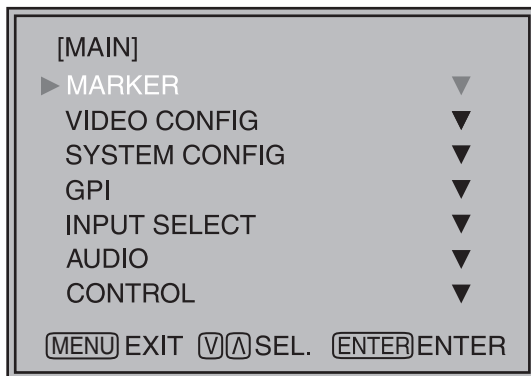 [MAIN]
▶ MARKER ▼
VIDEO CONFIG ▼
SYSTEM CONFIG ▼
GPI ▼
INPUT SELECT ▼
AUDIO ▼
CONTROL ▼
MENU EXIT V Λ SEL. ENTER ENTER